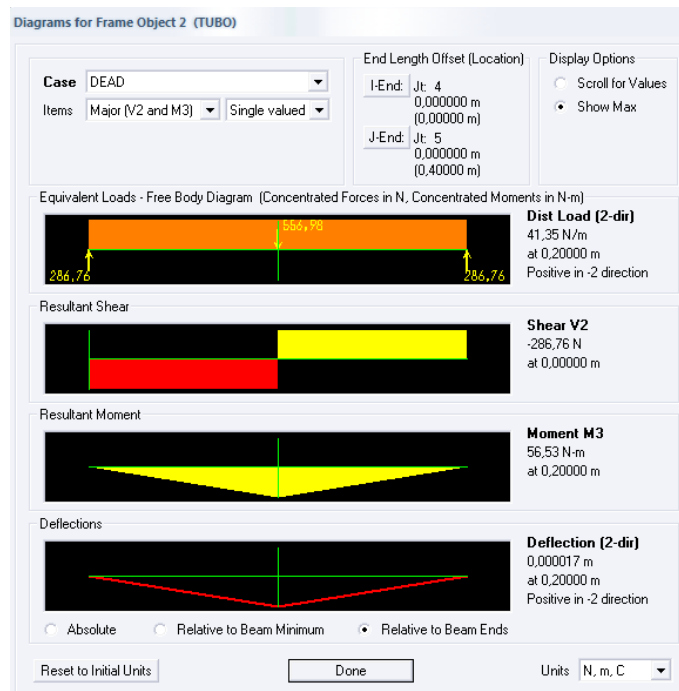 Diagrams for Frame Object 2 (TUBO)
End Length Offset (Location)
Display Options
Case DEAD
Items Major (V2 and M3) Single valued
I-End: Jt: 4
0,000000 m
(0,00000 m)
J-End: Jt: 5
0,000000 m
(0,40000 m)
Scroll for Values
Show Max
Equivalent Loads - Free Body Diagram (Concentrated Forces in N, Concentrated Moments in N-m)
556,98
286,76
286,76
Dist Load (2-dir)
41,35 N/m
at 0,20000 m
Positive in -2 direction
Resultant Shear
Shear V2
-286,76 N
at 0,00000 m
Resultant Moment
Moment M3
56,53 N-m
at 0,20000 m
Deflections
Deflection (2-dir)
0,000017 m
at 0,20000 m
Positive in -2 direction
Absolute Relative to Beam Minimum Relative to Beam Ends
Reset to Initial Units Done Units N, m, C